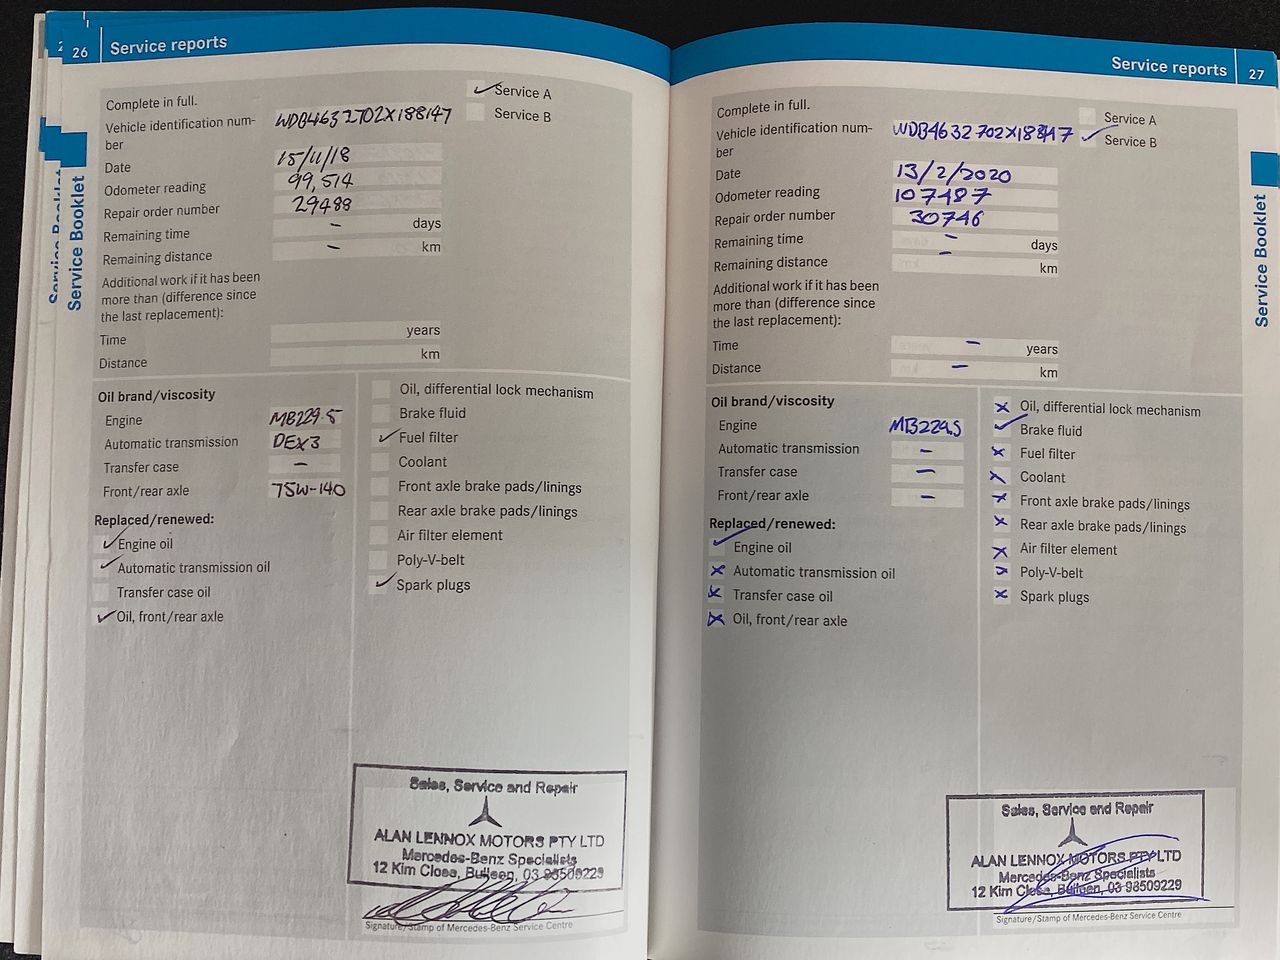 26 Service reports
Service Booklet
Complete in full.
Service A
Service B
Vehicle identification num-
ber WDB4632702X188147
Date 15/11/18
Odometer reading 99,514
Repair order number 29488
Remaining time - days
Remaining distance - km
Additional work if it has been
more than (difference since
the last replacement):
Time years
Distance km
Oil brand/viscosity
Engine MB229.5
Automatic transmission DEX3
Transfer case -
Front/rear axle 75W-140
Replaced/renewed:
Engine oil
Automatic transmission oil
Transfer case oil
Oil, front/rear axle
Oil, differential lock mechanism
Brake fluid
Fuel filter
Coolant
Front axle brake pads/linings
Rear axle brake pads/linings
Air filter element
Poly-V-belt
Spark plugs
Sales, Service and Repair
ALAN LENNOX MOTORS PTY LTD
Mercedes-Benz Specialists
12 Kim Close, Bulleen, 03 98509229
Signature/Stamp of Mercedes-Benz Service Centre
Service reports 27
Service Booklet
Complete in full.
Service A
Service B
Vehicle identification num-
ber WDB4632702X188147
Date 13/2/2020
Odometer reading 107487
Repair order number 30746
Remaining time - days
Remaining distance - km
Additional work if it has been
more than (difference since
the last replacement):
Time - years
Distance - km
Oil brand/viscosity
Engine MB229.5
Automatic transmission -
Transfer case -
Front/rear axle -
Replaced/renewed:
Engine oil
Automatic transmission oil
Transfer case oil
Oil, front/rear axle
Oil, differential lock mechanism
Brake fluid
Fuel filter
Coolant
Front axle brake pads/linings
Rear axle brake pads/linings
Air filter element
Poly-V-belt
Spark plugs
Sales, Service and Repair
ALAN LENNOX MOTORS PTY LTD
Mercedes-Benz Specialists
12 Kim Close, Bulleen, 03 98509229
Signature/Stamp of Mercedes-Benz Service Centre